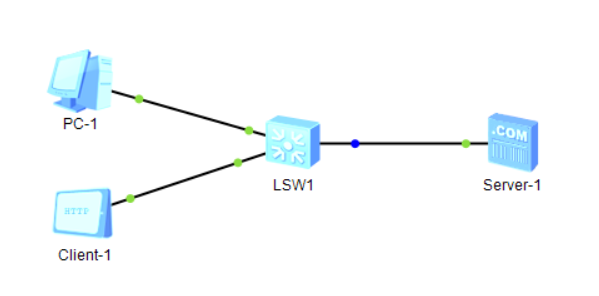 PC-1
HTTP
Client-1
LSW1
.COM
Server-1